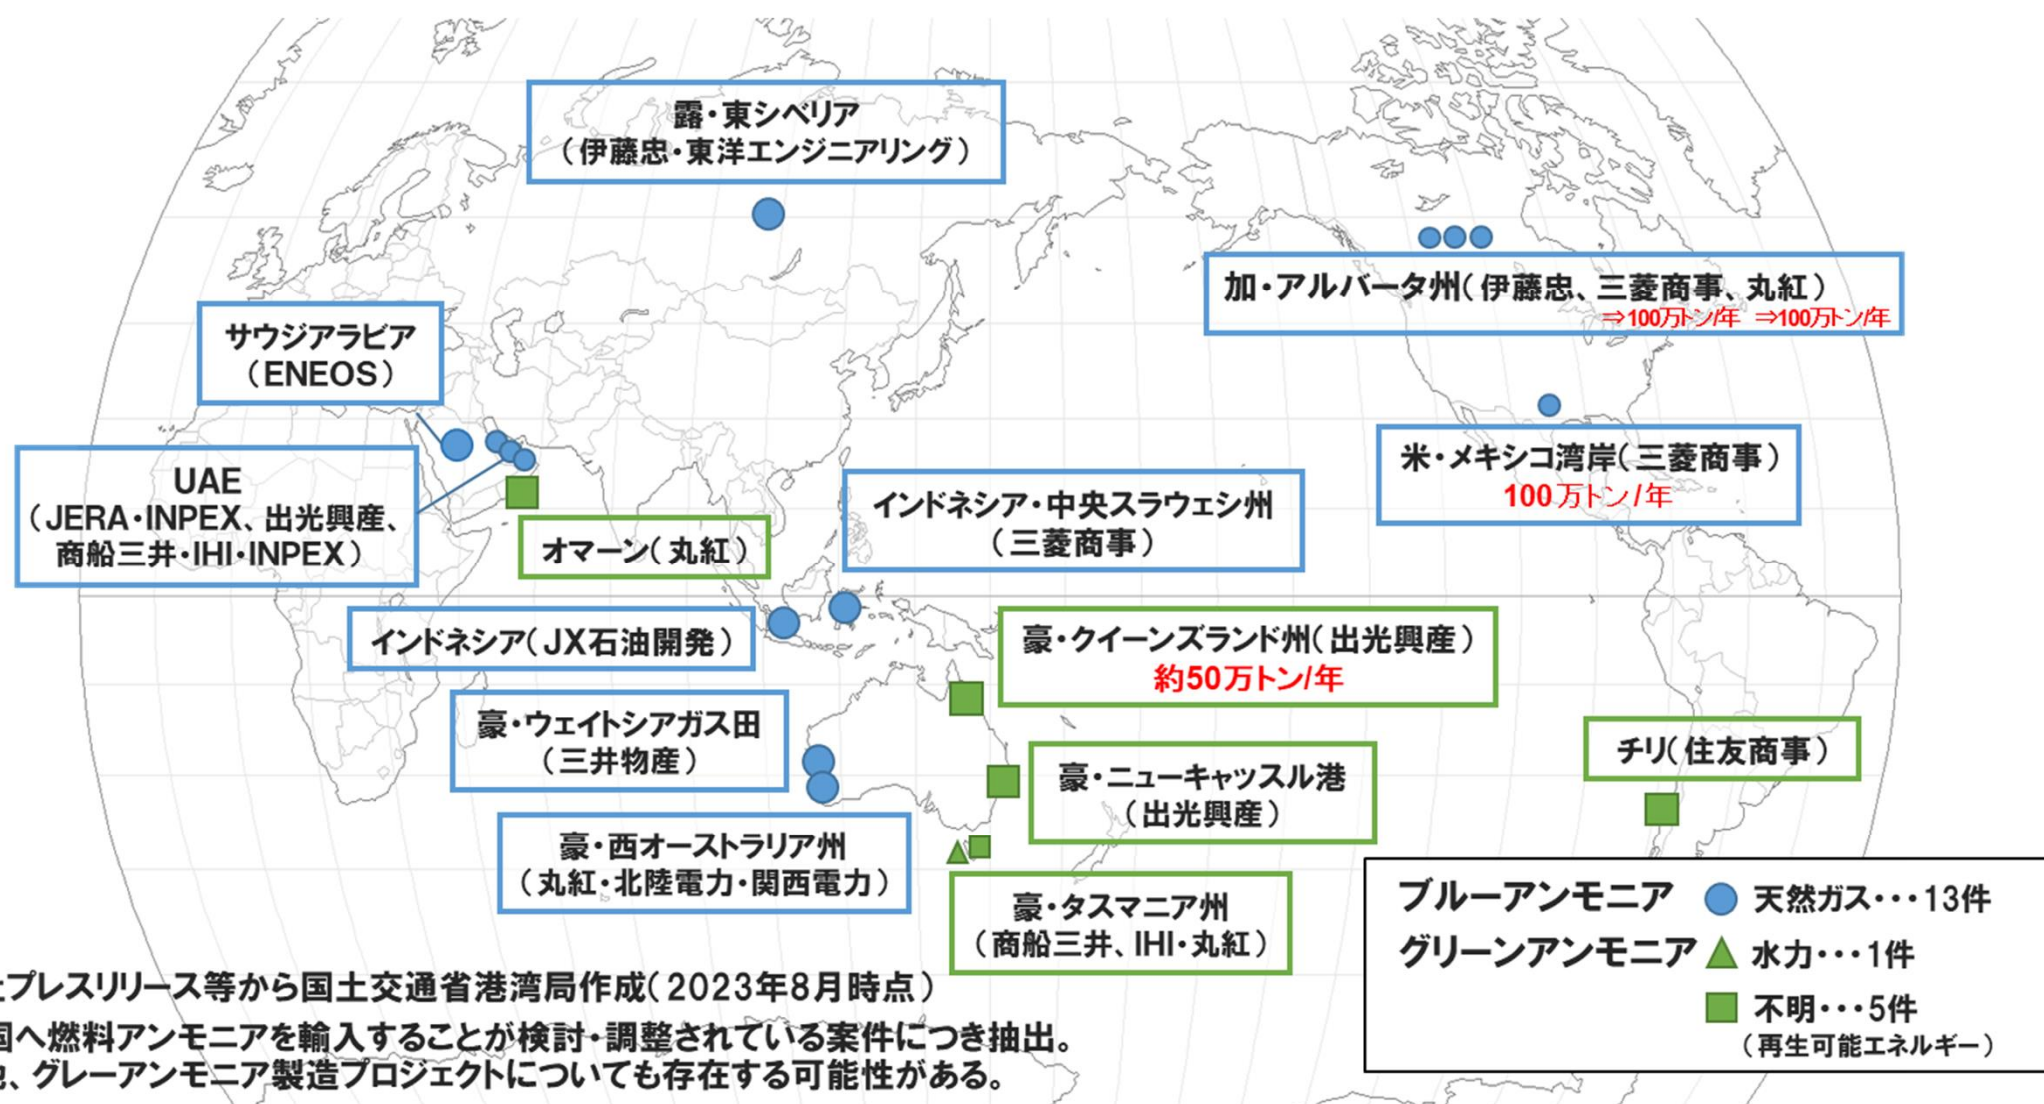 露・東シベリア
（伊藤忠・東洋エンジニアリング）
加・アルバータ州（伊藤忠、三菱商事、丸紅）
⇒100万トン/年 ⇒100万トン/年
サウジアラビア
（ENEOS）
米・メキシコ湾岸（三菱商事）
100万トン/年
UAE
（JERA・INPEX、出光興産、
商船三井・IHI・INPEX）
インドネシア・中央スラウェシ州
（三菱商事）
オマーン（丸紅）
インドネシア（JX石油開発）
豪・クイーンズランド州（出光興産）
約50万トン/年
豪・ウェイトシアガス田
（三井物産）
チリ（住友商事）
豪・ニューキャッスル港
（出光興産）
豪・西オーストラリア州
（丸紅・北陸電力・関西電力）
豪・タスマニア州
（商船三井、IHI・丸紅）
ブルーアンモニア 天然ガス・・・13件
グリーンアンモニア 水力・・・1件
不明・・・5件
（再生可能エネルギー）
プレスリリース等から国土交通省港湾局作成（2023年8月時点）
国へ燃料アンモニアを輸入することが検討・調整されている案件につき抽出。
、グレーアンモニア製造プロジェクトについても存在する可能性がある。